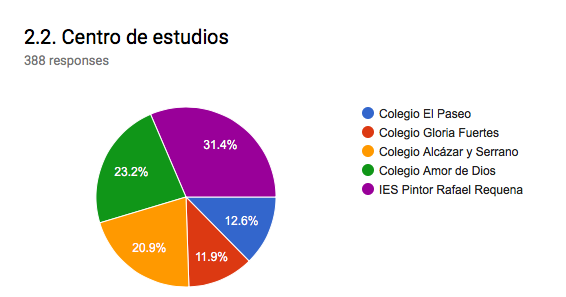 2.2. Centro de estudios
388 responses
31.4%
23.2%
12.6%
20.9%
11.9%
Colegio El Paseo
Colegio Gloria Fuertes
Colegio Alcázar y Serrano
Colegio Amor de Dios
IES Pintor Rafael Requena